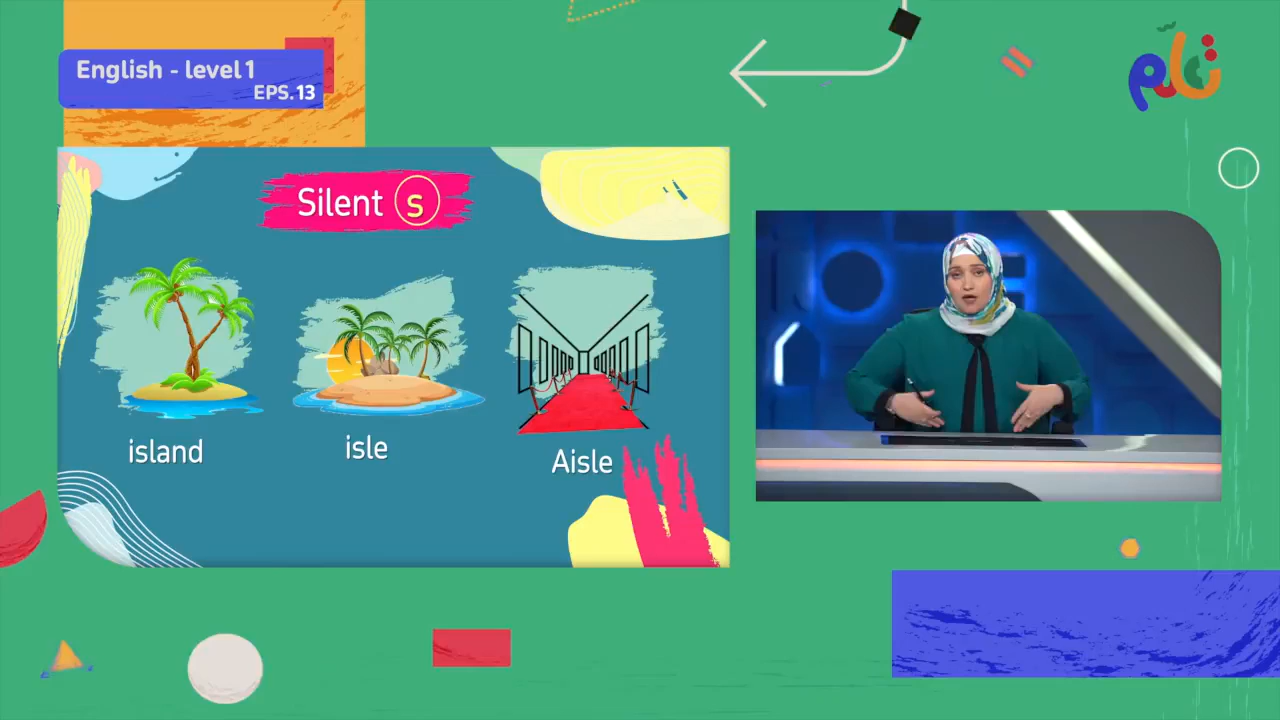 English - level 1
EPS.13
Silent s
island
isle
Aisle